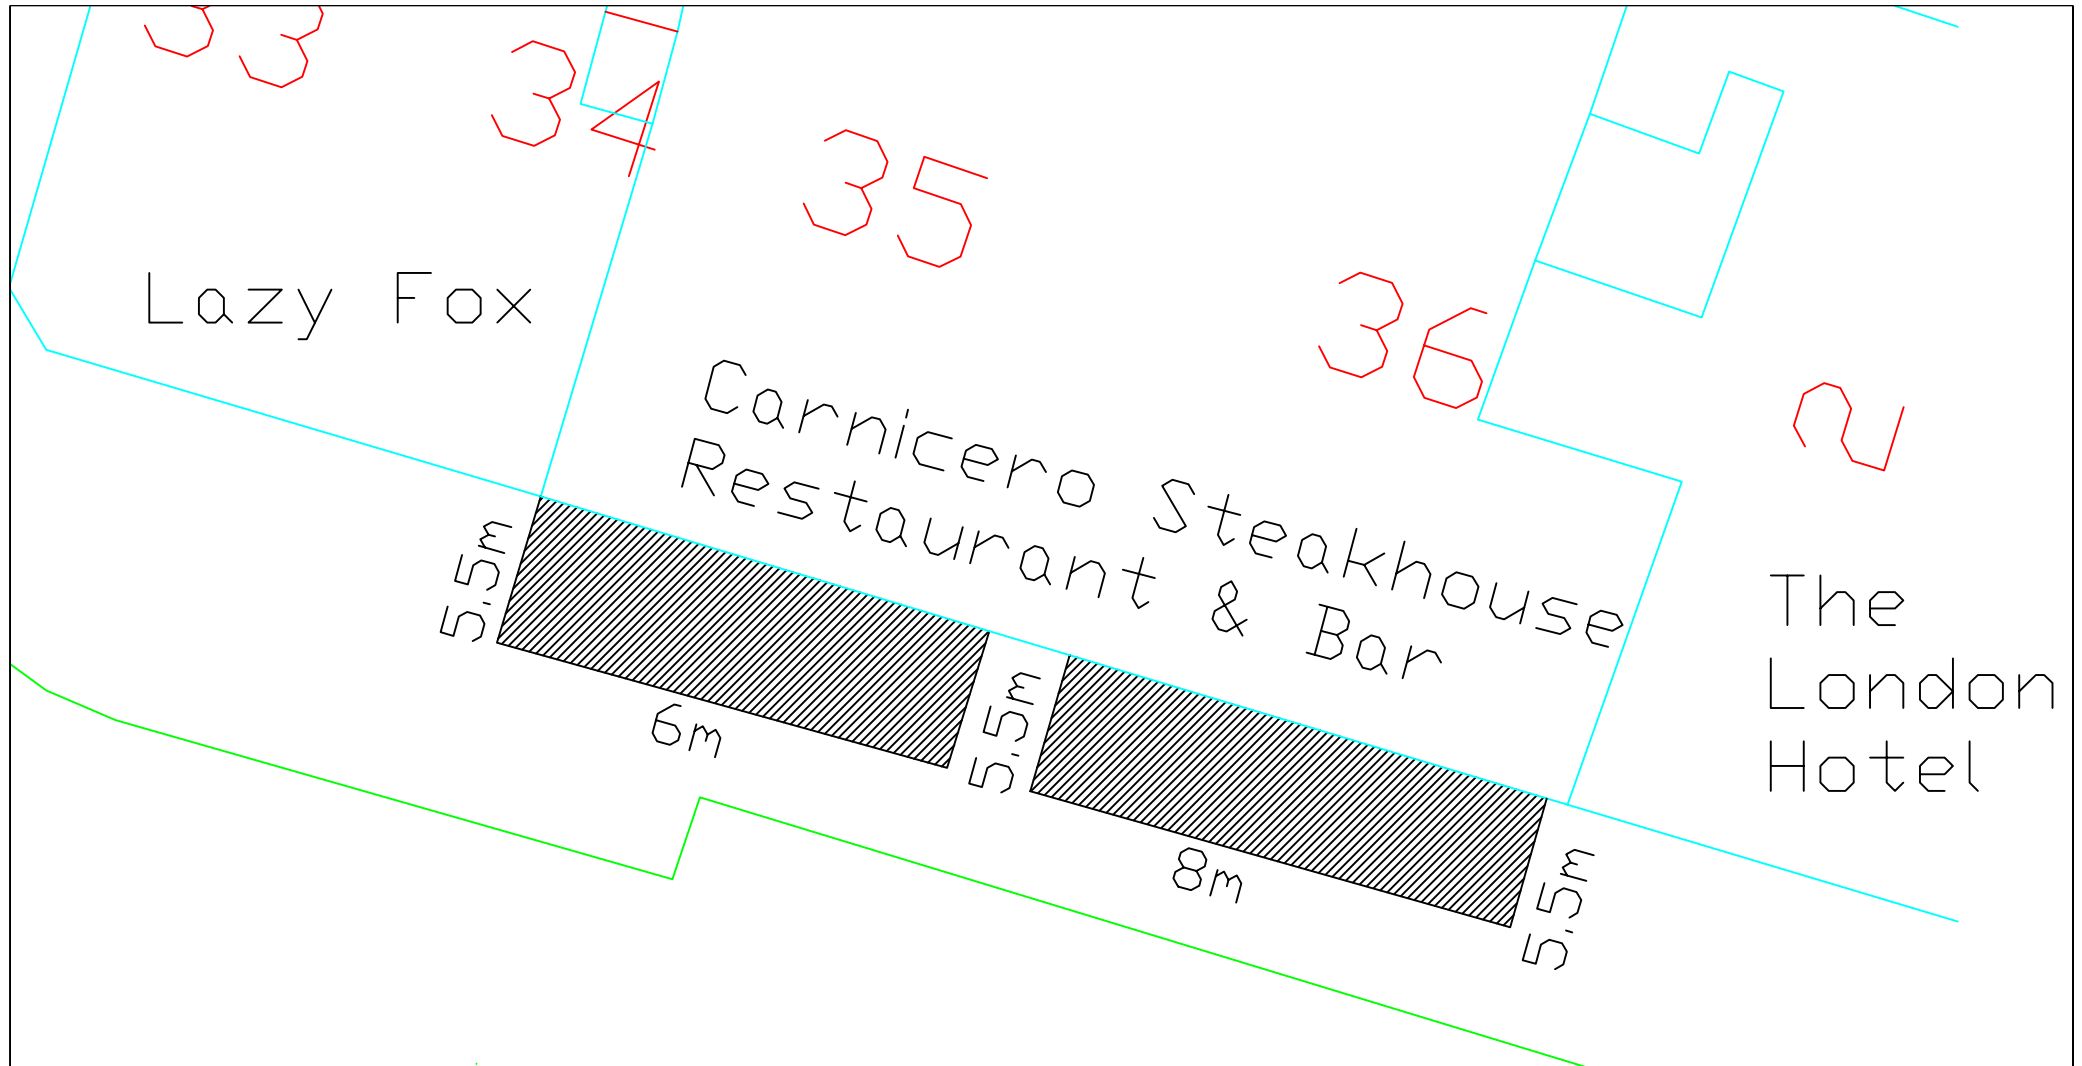 33
34
35
36
2
Lazy Fox
Carnicero Steakhouse
Restaurant & Bar
The
London
Hotel
5.5m
6m
5.5m
8m
5.5m